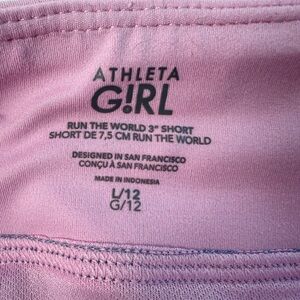 ATHLETA
G!RL
RUN THE WORLD 3" SHORT
SHORT DE 7,5 CM RUN THE WORLD
DESIGNED IN SAN FRANCISCO
CONÇU À SAN FRANCISCO
MADE IN INDONESIA
L/12
G/12